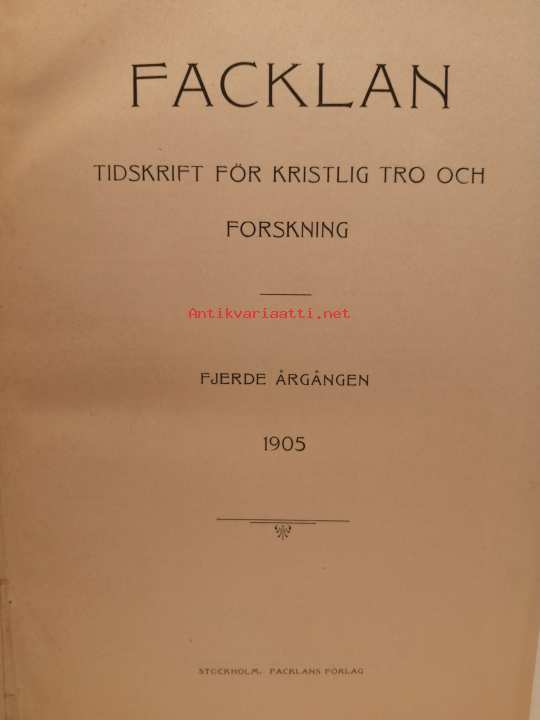 FACKLAN
TIDSKRIFT FÖR KRISTLIG TRO OCH
FORSKNING
Antikvariaatti.net
FJERDE ÅRGÅNGEN
1905
STOCKHOLM. FACKLANS FÖRLAG